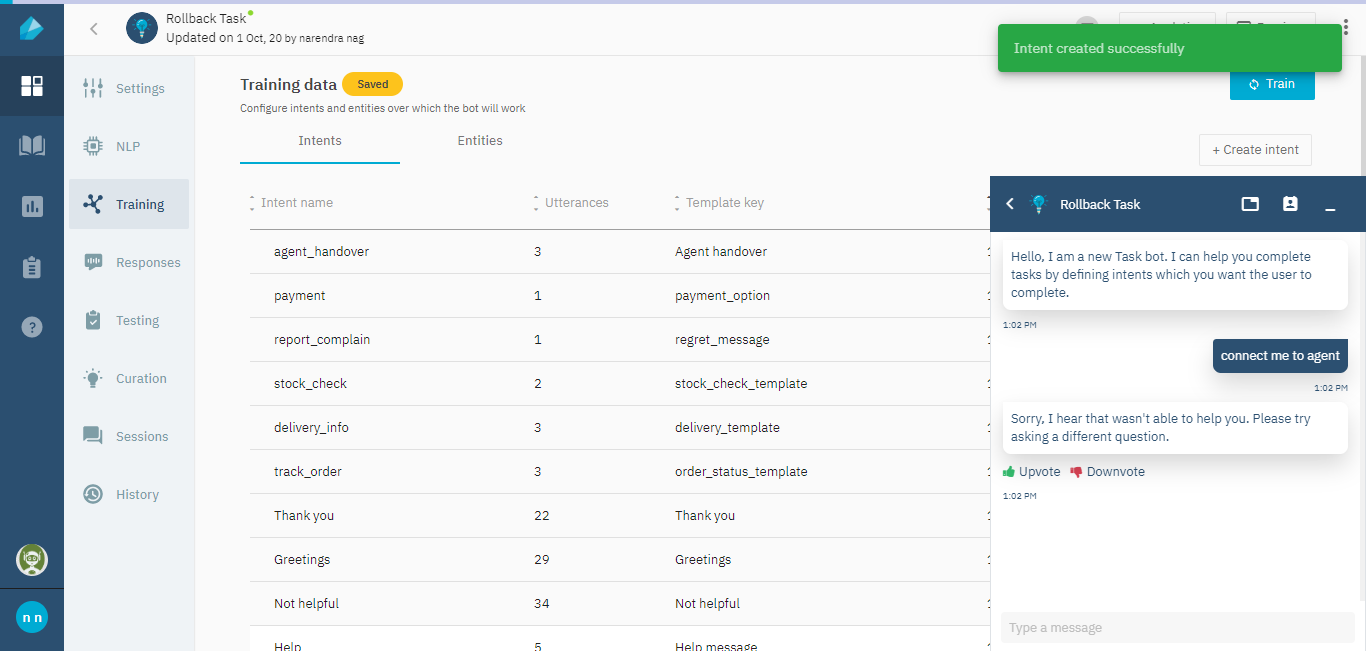 Rollback Task
Updated on 1 Oct, 20 by narendra nag
Intent created successfully
Settings
NLP
Training
Responses
Testing
Curation
Sessions
History
n n
Training data
Saved
Configure intents and entities over which the bot will work
Train
Intents
Entities
+ Create intent
Intent name Utterances Template key
agent_handover 3 Agent handover
payment 1 payment_option
report_complain 1 regret_message
stock_check 2 stock_check_template
delivery_info 3 delivery_template
track_order 3 order_status_template
Thank you 22 Thank you
Greetings 29 Greetings
Not helpful 34 Not helpful
Help 5 Help message
Rollback Task
Hello, I am a new Task bot. I can help you complete
tasks by defining intents which you want the user to
complete.
1:02 PM
connect me to agent
1:02 PM
Sorry, I hear that wasn't able to help you. Please try
asking a different question.
Upvote Downvote
1:02 PM
Type a message